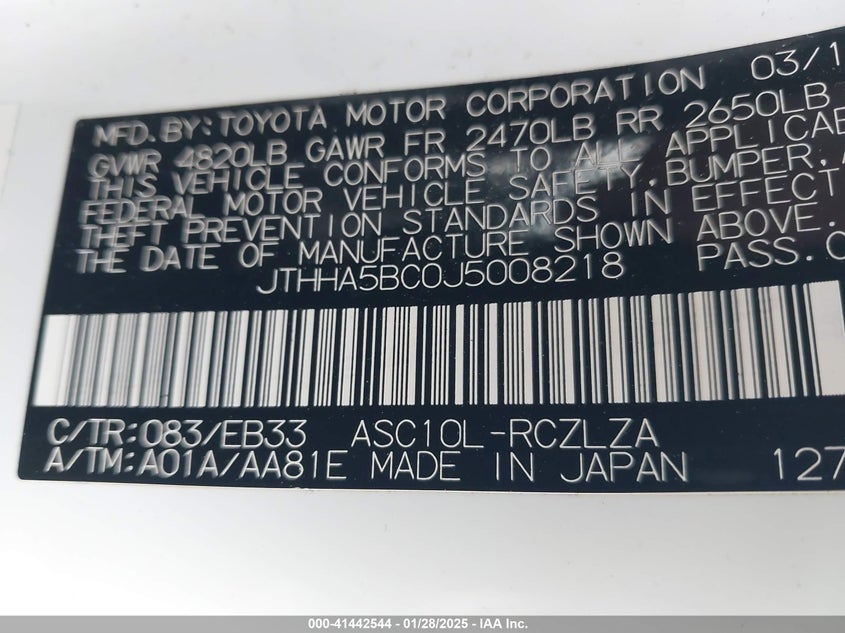 MFD.BY:TOYOTA MOTOR CORPORATION 03/1
GVWR 4820LB GAWR FR 2470LB RR 2650LB
THIS VEHICLE CONFORMS TO ALL APPLICAB
FEDERAL MOTOR VEHICLE SAFETY,BUMPER,A
THEFT PREVENTION STANDARDS IN EFFECT
THE DATE OF MANUFACTURE SHOWN ABOVE.
JTHHA5BC0J5008218 PASS.C
C/TR:083/EB33 ASC10L-RCZLZA
A/TM:A01A/AA81E MADE IN JAPAN 127
000-41442544 — 01/28/2025 — IAA Inc.